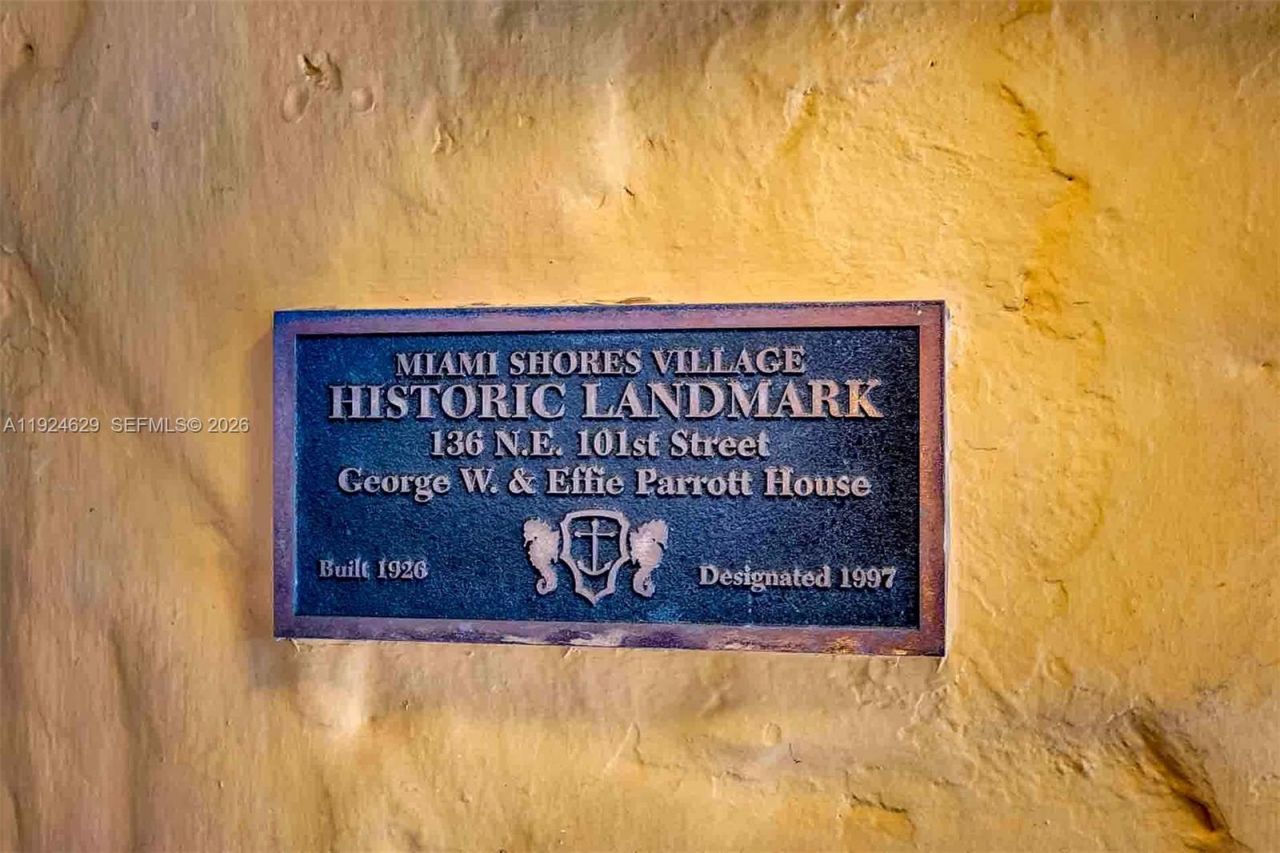 MIAMI SHORES VILLAGE
HISTORIC LANDMARK
136 N.E. 101st Street
George W. & Effie Parrott House
Built 1926
Designated 1997
A11924629 SEFMLS© 2026